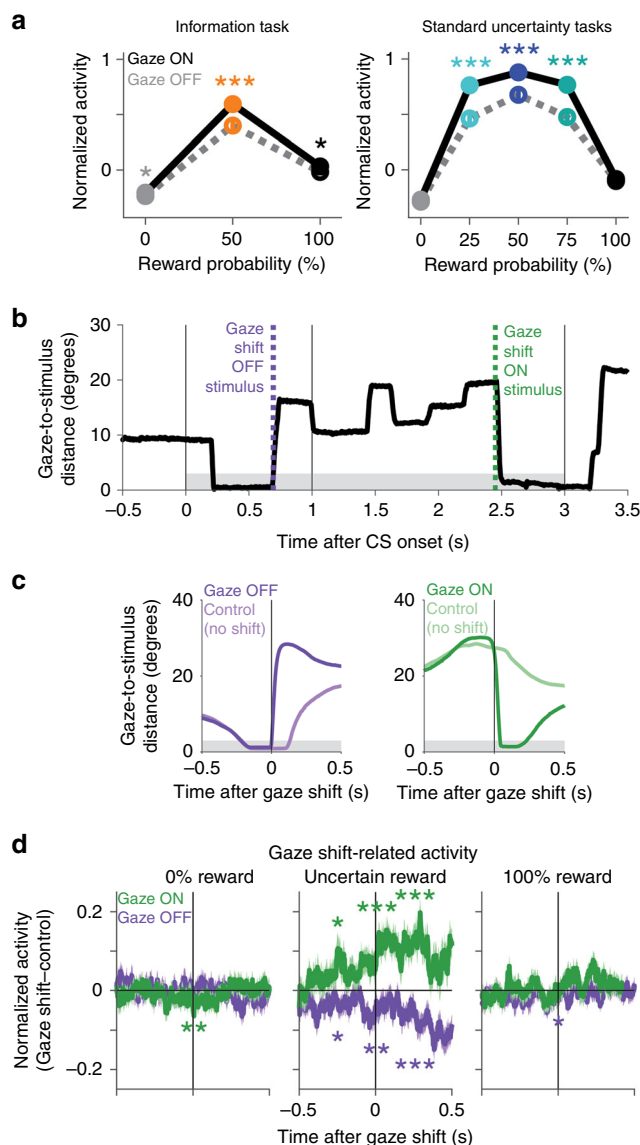 a
Information task
Standard uncertainty tasks
Gaze ON
Gaze OFF
Normalized activity
1
0
*
***
*
0
50
100
Reward probability (%)
Normalized activity
1
0
***
***
***
0
25
50
75
100
Reward probability (%)
b
Gaze-to-stimulus
distance (degrees)
30
20
10
0
Gaze
shift
OFF
stimulus
Gaze
shift
ON
stimulus
−0.5
0
0.5
1
1.5
2
2.5
3
3.5
Time after CS onset (s)
c
Gaze-to-stimulus
distance (degrees)
Gaze OFF
Control
(no shift)
40
20
0
−0.5
0
0.5
Time after gaze shift (s)
Gaze ON
Control
(no shift)
40
20
0
−0.5
0
0.5
Time after gaze shift (s)
d
Gaze shift-related activity
0% reward
Uncertain reward
100% reward
Gaze ON
Gaze OFF
Normalized activity
(Gaze shift–control)
0.2
0
−0.2
**
*
***
***
*
**
***
*
−0.5
0
0.5
Time after gaze shift (s)